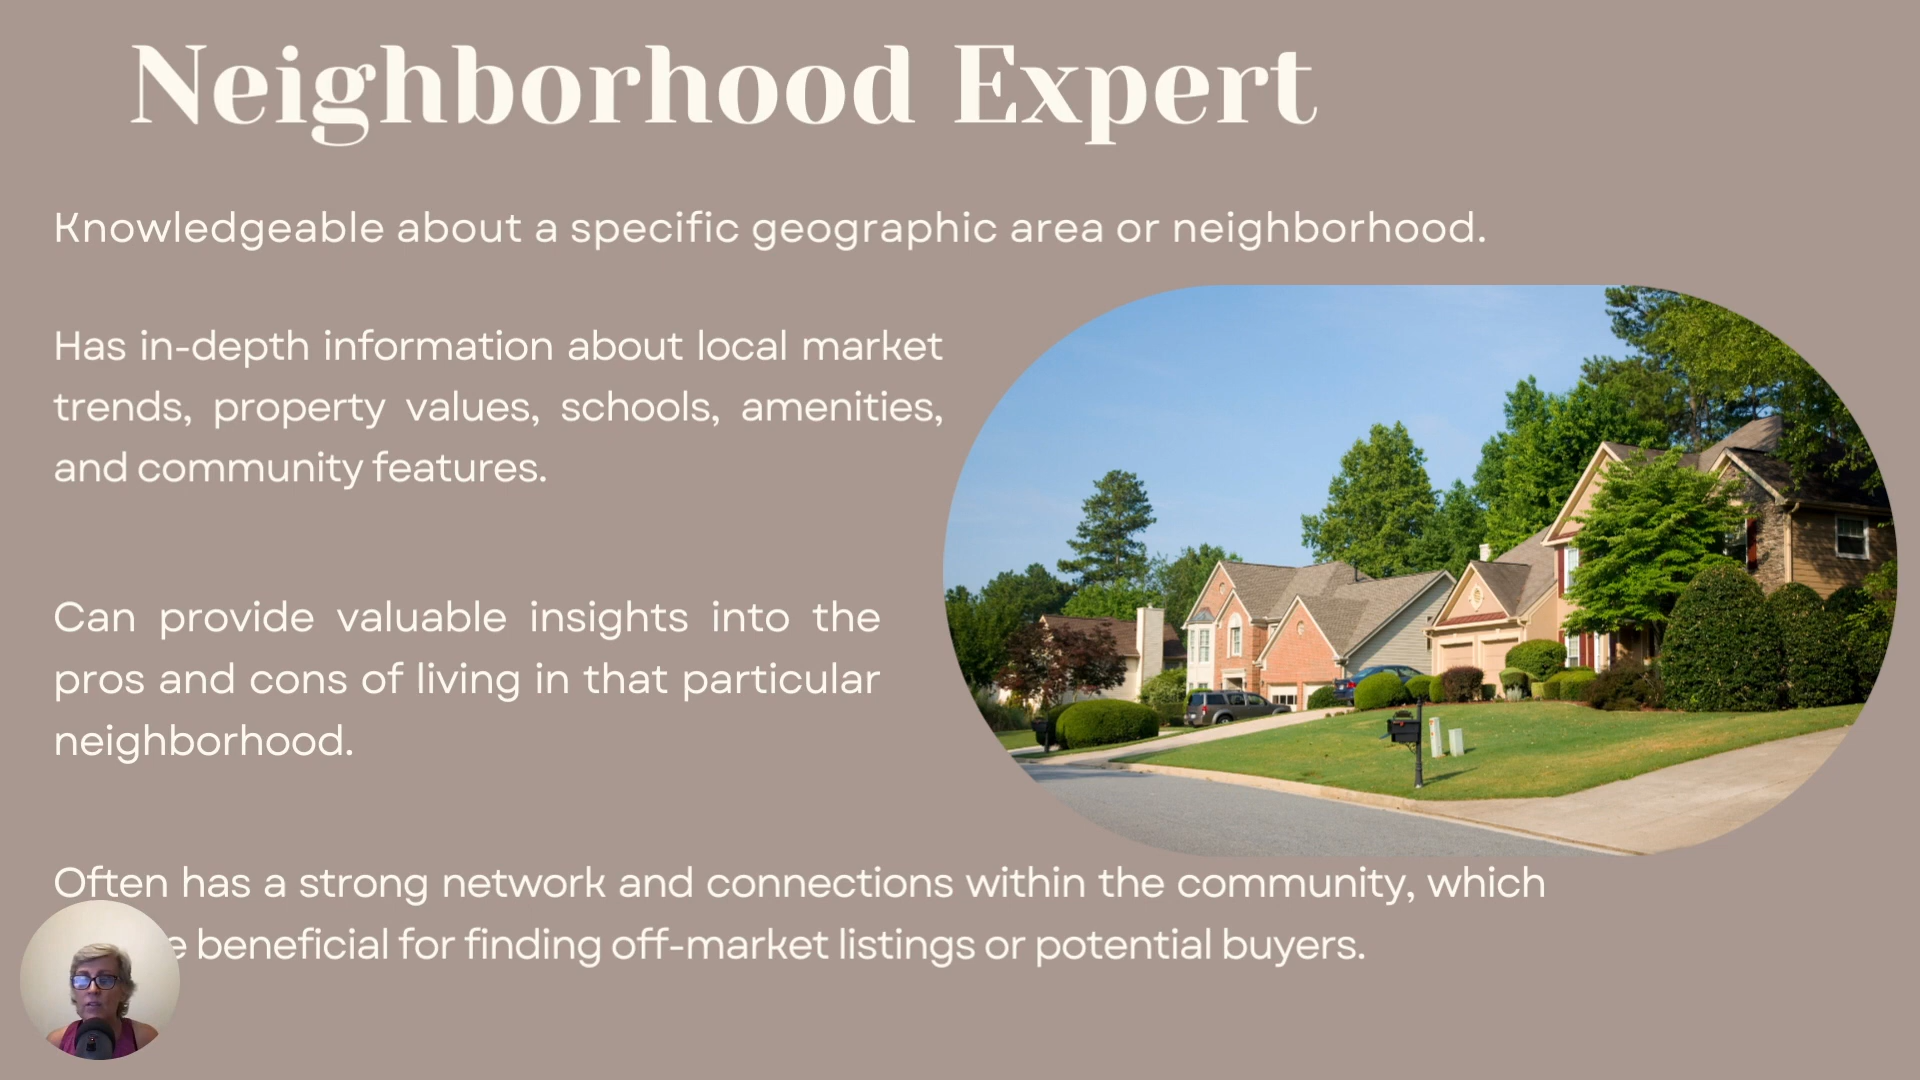 Neighborhood Expert
Knowledgeable about a specific geographic area or neighborhood.
Has in-depth information about local market
trends, property values, schools, amenities,
and community features.
Can provide valuable insights into the
pros and cons of living in that particular
neighborhood.
Often has a strong network and connections within the community, which
beneficial for finding off-market listings or potential buyers.